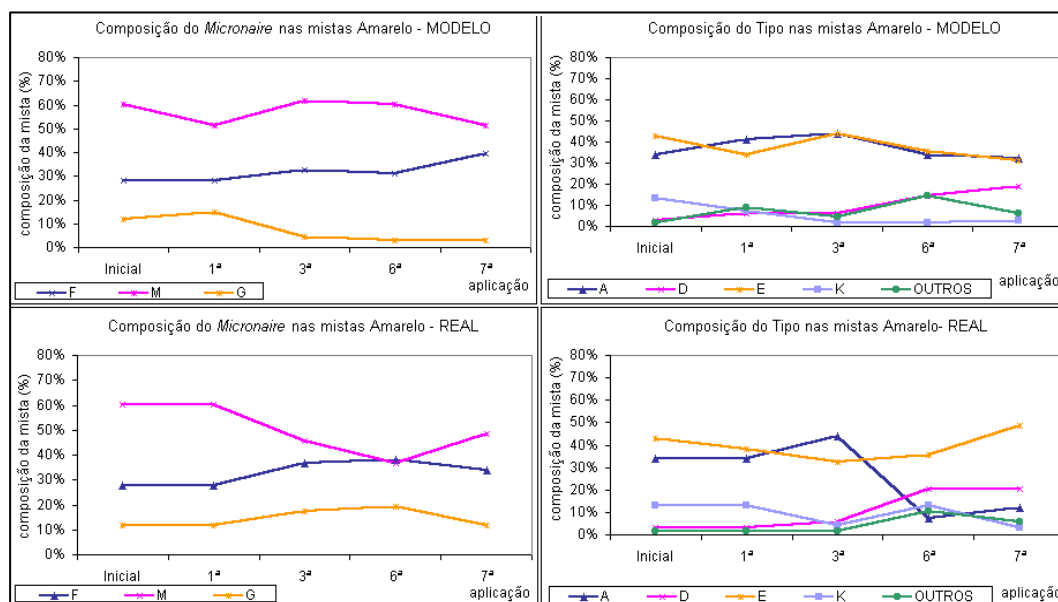 Composição do Micronaire nas mistas Amarelo - MODELO
composição da mista (%)
80%
70%
60%
50%
40%
30%
20%
10%
0%
Inicial 1ª 3ª 6ª 7ª
aplicação
F M G
Composição do Tipo nas mistas Amarelo - MODELO
composição da mista (%)
80%
70%
60%
50%
40%
30%
20%
10%
0%
Inicial 1ª 3ª 6ª 7ª
aplicação
A D E K OUTROS
Composição do Micronaire nas mistas Amarelo - REAL
composição da mista (%)
80%
70%
60%
50%
40%
30%
20%
10%
0%
Inicial 1ª 3ª 6ª 7ª
aplicação
F M G
Composição do Tipo nas mistas Amarelo- REAL
composição da mista (%)
80%
70%
60%
50%
40%
30%
20%
10%
0%
Inicial 1ª 3ª 6ª 7ª
aplicação
A D E K OUTROS